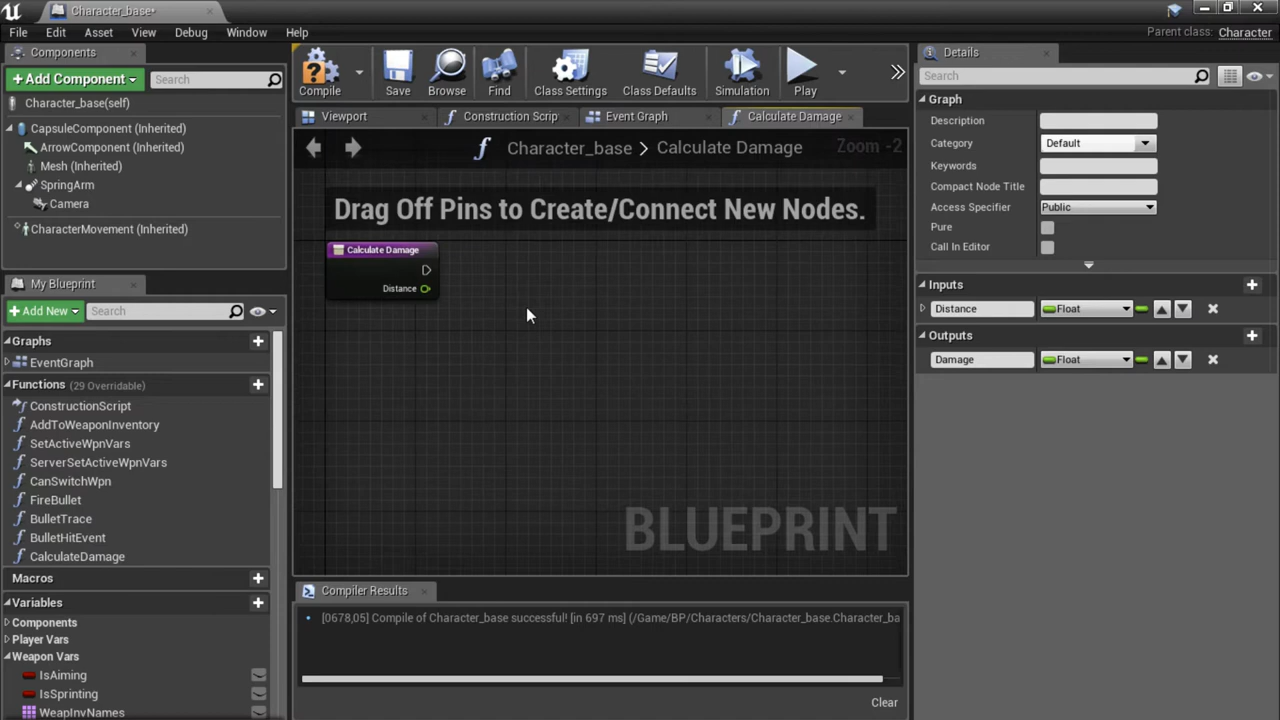 Character_base*
File Edit Asset View Debug Window Help
Parent class: Character
Components
Add Component
Search
Character_base(self)
CapsuleComponent (Inherited)
ArrowComponent (Inherited)
Mesh (Inherited)
SpringArm
Camera
CharacterMovement (Inherited)
My Blueprint
Add New
Search
Graphs
EventGraph
Functions (29 Overridable)
ConstructionScript
AddToWeaponInventory
SetActiveWpnVars
ServerSetActiveWpnVars
CanSwitchWpn
FireBullet
BulletTrace
BulletHitEvent
CalculateDamage
Macros
Variables
Components
Player Vars
Weapon Vars
IsAiming
IsSprinting
WeapInvNames
Compile Save Browse Find Class Settings Class Defaults Simulation Play
Viewport Construction Scrip Event Graph Calculate Damage
Character_base > Calculate Damage
Zoom -2
Drag Off Pins to Create/Connect New Nodes.
Calculate Damage
Distance
BLUEPRINT
Compiler Results
[0678,05] Compile of Character_base successful! [in 697 ms] (/Game/BP/Characters/Character_base.Character_ba
Clear
Details
Search
Graph
Description
Category Default
Keywords
Compact Node Title
Access Specifier Public
Pure
Call In Editor
Inputs
Distance Float
Outputs
Damage Float